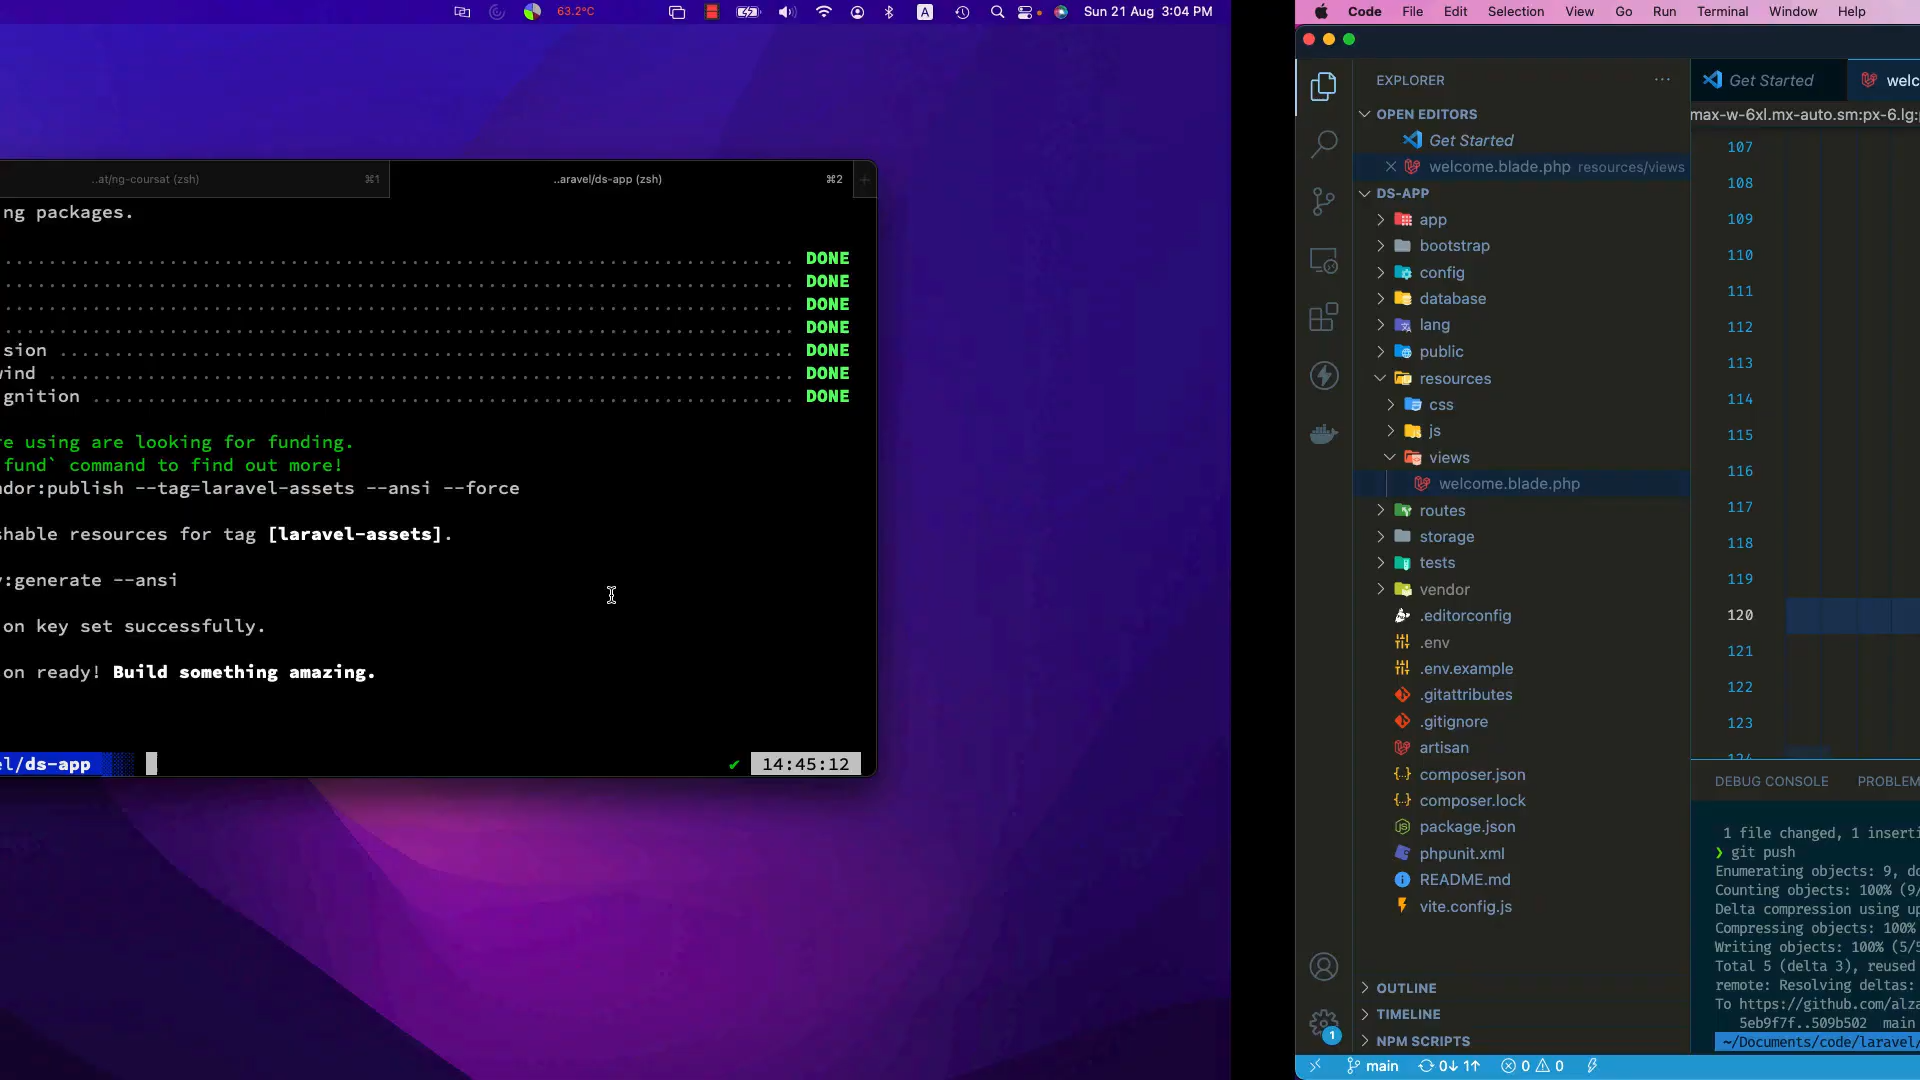 63.2°C
A
Sun 21 Aug 3:04 PM
..at/ng-coursat (zsh) ⌘1
..aravel/ds-app (zsh) ⌘2
ng packages.
DONE
DONE
DONE
DONE
sion DONE
wind DONE
gnition DONE
re using are looking for funding.
fund` command to find out more!
dor:publish --tag=laravel-assets --ansi --force
shable resources for tag [laravel-assets].
y:generate --ansi
on key set successfully.
on ready! Build something amazing.
el/ds-app
✔ 14:45:12
Code File Edit Selection View Go Run Terminal Window Help
EXPLORER ...
OPEN EDITORS
Get Started
welcome.blade.php resources/views
DS-APP
app
bootstrap
config
database
lang
public
resources
css
js
views
welcome.blade.php
routes
storage
tests
vendor
.editorconfig
.env
.env.example
.gitattributes
.gitignore
artisan
composer.json
composer.lock
package.json
phpunit.xml
README.md
vite.config.js
OUTLINE
TIMELINE
NPM SCRIPTS
1
main 0↓ 1↑ 0 0
Get Started
welc
max-w-6xl.mx-auto.sm:px-6.lg:
107
108
109
110
111
112
113
114
115
116
117
118
119
120
121
122
123
124
DEBUG CONSOLE PROBLEM
1 file changed, 1 inserti
❯ git push
Enumerating objects: 9, do
Counting objects: 100% (9/
Delta compression using up
Compressing objects: 100%
Writing objects: 100% (5/5
Total 5 (delta 3), reused
remote: Resolving deltas:
To https://github.com/alza
5eb9f7f..509b502 main
~/Documents/code/laravel/